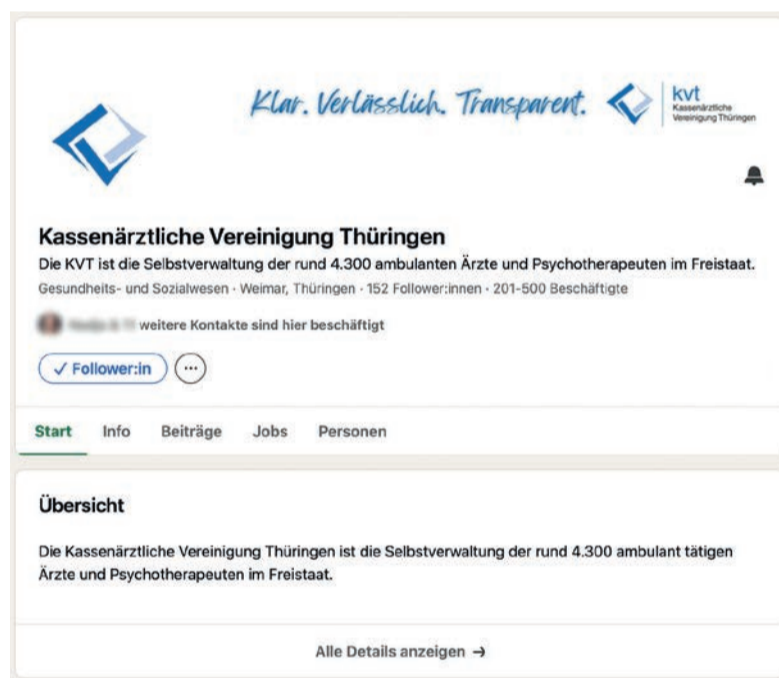 Klar. Verlässlich. Transparent.
kvt
Kassenärztliche
Vereinigung Thüringen
Kassenärztliche Vereinigung Thüringen
Die KVT ist die Selbstverwaltung der rund 4.300 ambulanten Ärzte und Psychotherapeuten im Freistaat.
Gesundheits- und Sozialwesen · Weimar, Thüringen · 152 Follower:innen · 201-500 Beschäftigte
weitere Kontakte sind hier beschäftigt
✓ Follower:in ...
Start Info Beiträge Jobs Personen
Übersicht
Die Kassenärztliche Vereinigung Thüringen ist die Selbstverwaltung der rund 4.300 ambulant tätigen
Ärzte und Psychotherapeuten im Freistaat.
Alle Details anzeigen →